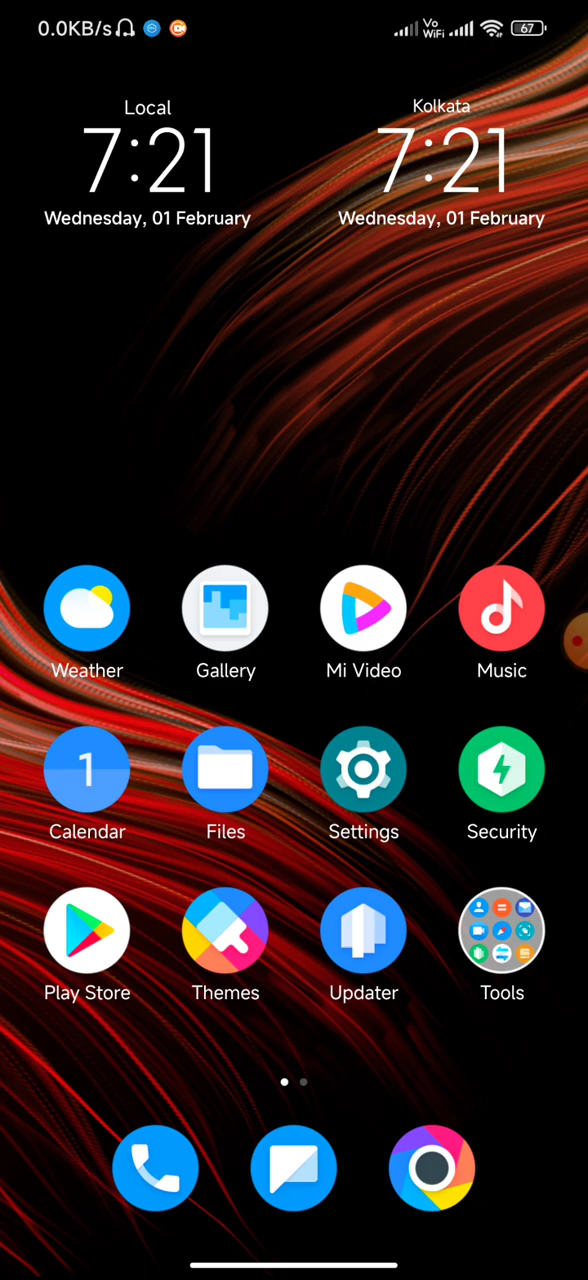 0.0KB/s Vo WiFi 67
Local Kolkata
7:21 7:21
Wednesday, 01 February Wednesday, 01 February
Weather Gallery Mi Video Music
1
Calendar Files Settings Security
Play Store Themes Updater Tools